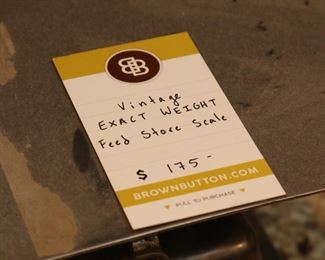 BB
Vintage
EXACT WEIGHT
Feed Store Scale
$ 175-
BROWNBUTTON.COM
PULL TO PURCHASE